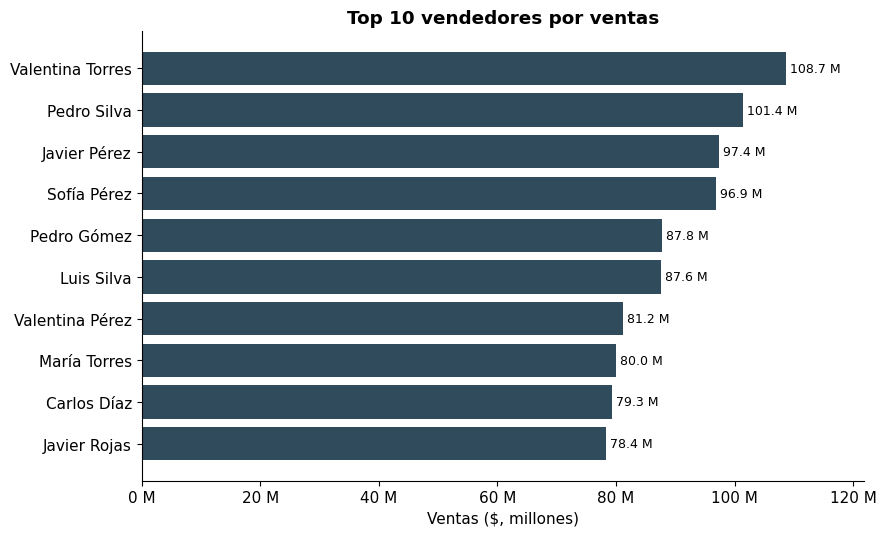 Top 10 vendedores por ventas
Valentina Torres 108.7 M
Pedro Silva 101.4 M
Javier Pérez 97.4 M
Sofía Pérez 96.9 M
Pedro Gómez 87.8 M
Luis Silva 87.6 M
Valentina Pérez 81.2 M
María Torres 80.0 M
Carlos Díaz 79.3 M
Javier Rojas 78.4 M
0 M 20 M 40 M 60 M 80 M 100 M 120 M
Ventas ($, millones)